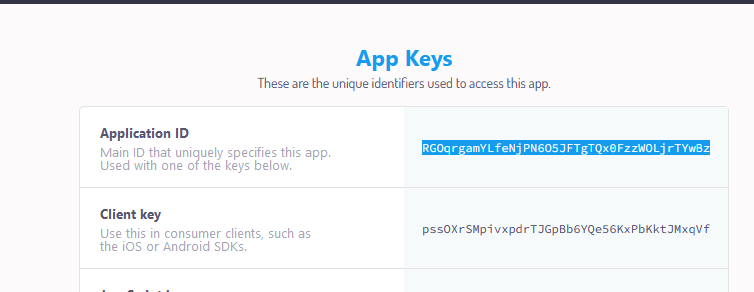 App Keys
These are the unique identifiers used to access this app.
Application ID
Main ID that uniquely specifies this app.
Used with one of the keys below.
RGOqrgamYLfeNjPN6O5JFTgTQx0FzzWOLjrTYwBz
Client key
Use this in consumer clients, such as
the iOS or Android SDKs.
pssOXrSMpivxpdrTJGpBb6YQe56KxPbKktJMxqVf